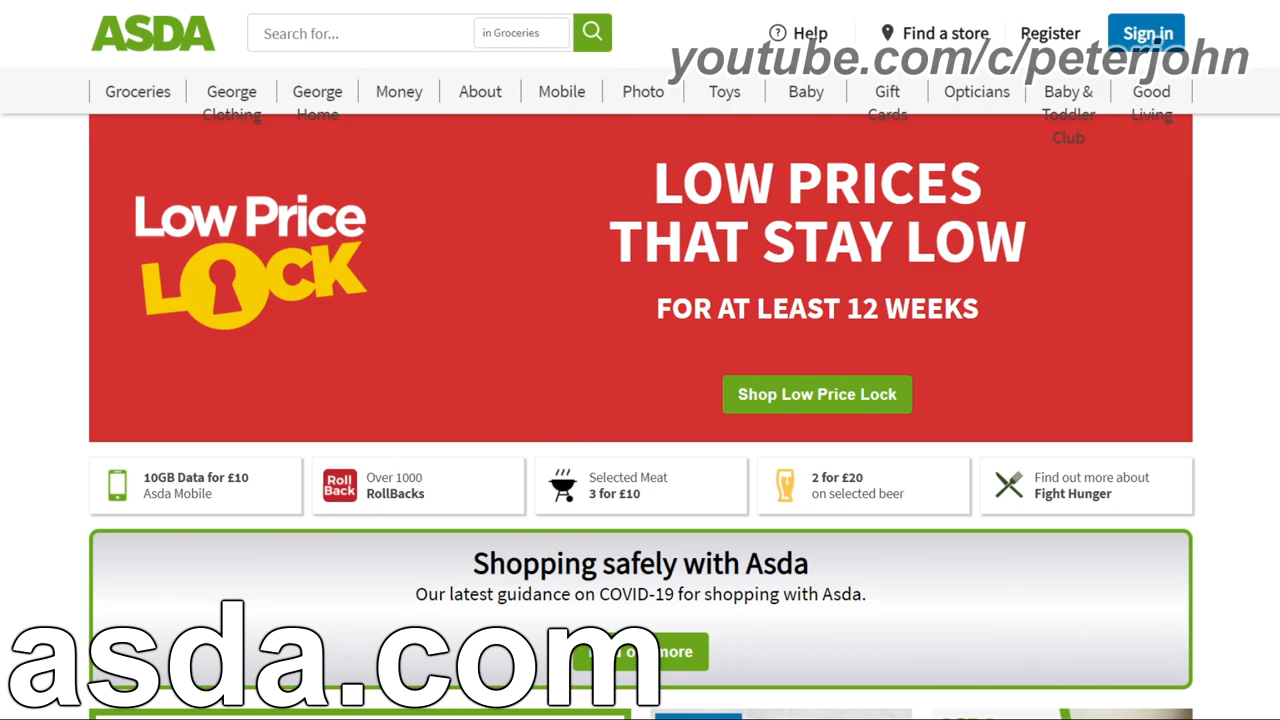 ASDA
Search for...
in Groceries
Help
Find a store
Register
Sign in
youtube.com/c/peterjohn
Groceries
George Clothing
George Home
Money
About
Mobile
Photo
Toys
Baby
Gift Cards
Opticians
Baby & Toddler Club
Good Living
Low Price
LOCK
LOW PRICES
THAT STAY LOW
FOR AT LEAST 12 WEEKS
Shop Low Price Lock
10GB Data for £10
Asda Mobile
Roll Back
Over 1000
RollBacks
Selected Meat
3 for £10
2 for £20
on selected beer
Find out more about
Fight Hunger
Shopping safely with Asda
Our latest guidance on COVID-19 for shopping with Asda.
more
asda.com